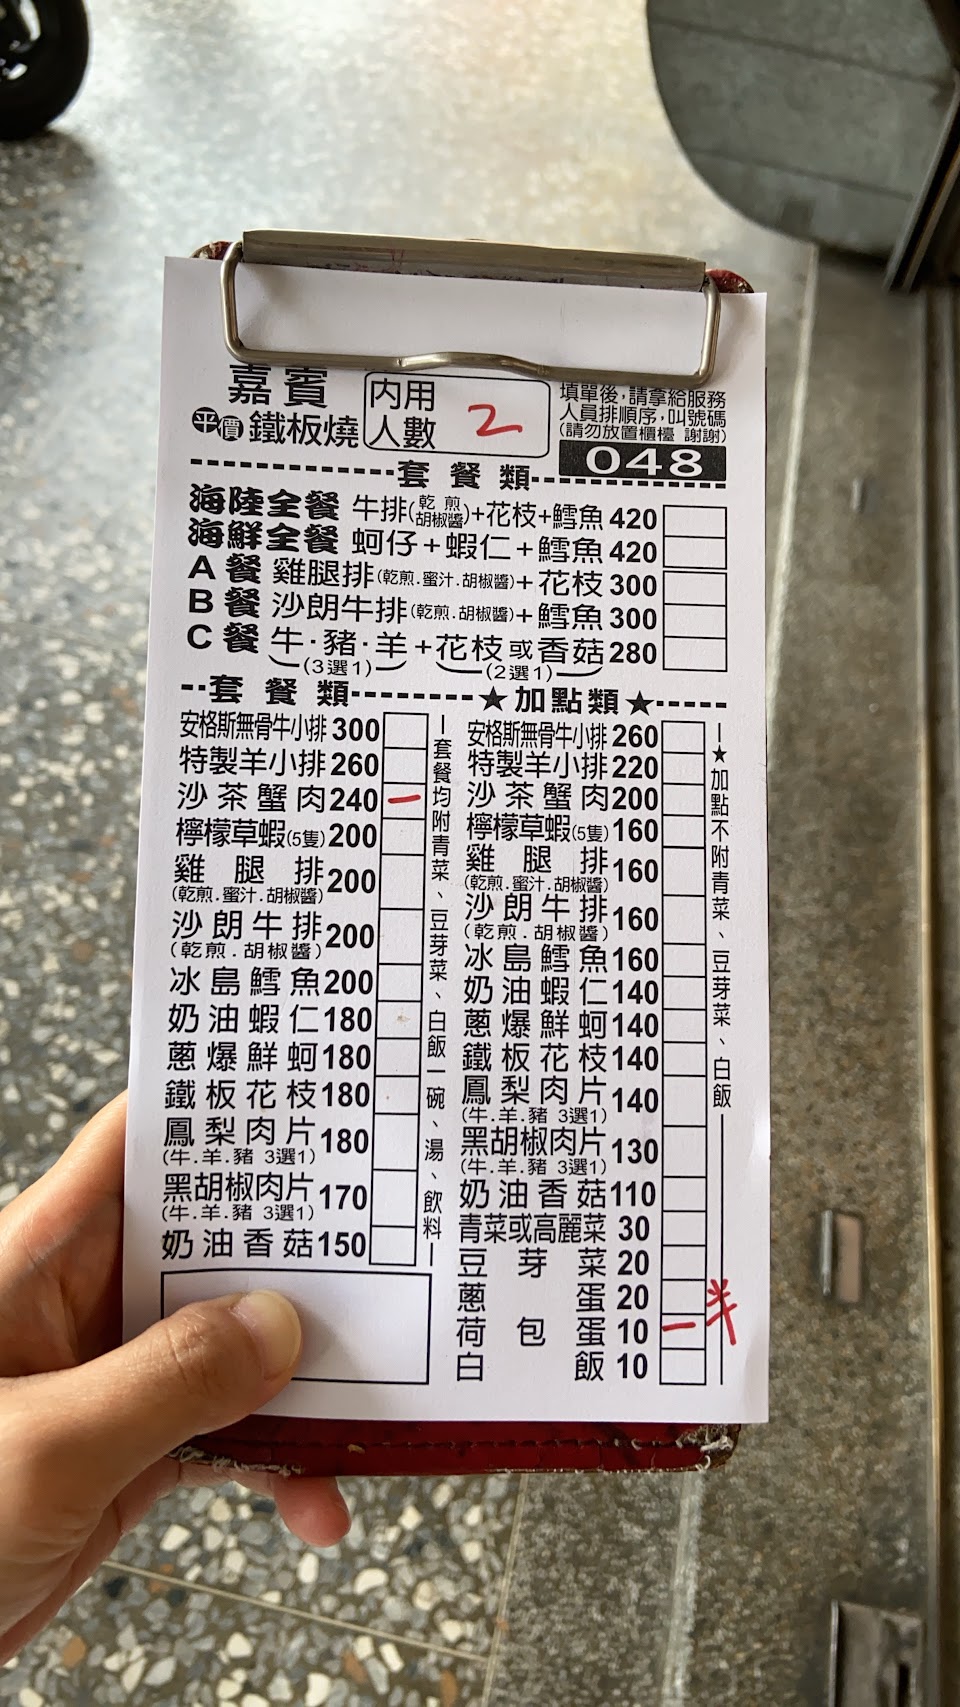 嘉賓
平價鐵板燒
內用人數 2
填單後，請拿給服務
人員排順序，叫號碼
(請勿放置櫃檯 謝謝)
048
套餐類
海陸全餐 牛排(乾煎 胡椒醬)+花枝+鱈魚 420
海鮮全餐 蚵仔+蝦仁+鱈魚 420
A餐 雞腿排(乾煎.蜜汁.胡椒醬)+花枝 300
B餐 沙朗牛排(乾煎.胡椒醬)+鱈魚 300
C餐 牛·豬·羊+花枝或香菇 280
(3選1) (2選1)
套餐類
安格斯無骨牛小排 300
特製羊小排 260
沙茶蟹肉 240 一
檸檬草蝦(5隻) 200
雞腿排 200
(乾煎.蜜汁.胡椒醬)
沙朗牛排 200
(乾煎.胡椒醬)
冰島鱈魚 200
奶油蝦仁 180
蔥爆鮮蚵 180
鐵板花枝 180
鳳梨肉片 180
(牛.羊.豬 3選1)
黑胡椒肉片 170
(牛.羊.豬 3選1)
奶油香菇 150
套餐均附青菜、豆芽菜、白飯一碗、湯、飲料
★加點類★
安格斯無骨牛小排 260
特製羊小排 220
沙茶蟹肉 200
檸檬草蝦(5隻) 160
雞腿排 160
(乾煎.蜜汁.胡椒醬)
沙朗牛排 160
(乾煎.胡椒醬)
冰島鱈魚 160
奶油蝦仁 140
蔥爆鮮蚵 140
鐵板花枝 140
鳳梨肉片 140
(牛.羊.豬 3選1)
黑胡椒肉片 130
(牛.羊.豬 3選1)
奶油香菇 110
青菜或高麗菜 30
豆芽菜 20
蔥蛋 20
荷包蛋 10 一 半
白飯 10
★加點不附青菜、豆芽菜、白飯